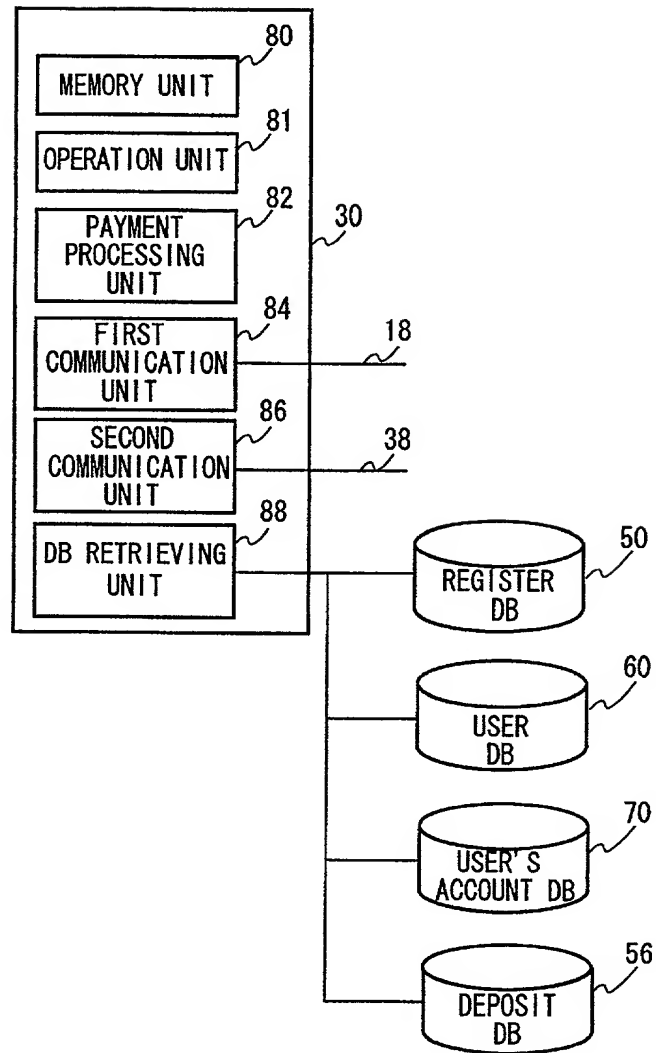 80
MEMORY UNIT
81
OPERATION UNIT
82
PAYMENT
PROCESSING
UNIT
30
84
FIRST
COMMUNICATION
UNIT
18
86
SECOND
COMMUNICATION
UNIT
38
88
DB RETRIEVING
UNIT
50
REGISTER
DB
60
USER
DB
70
USER'S
ACCOUNT DB
56
DEPOSIT
DB